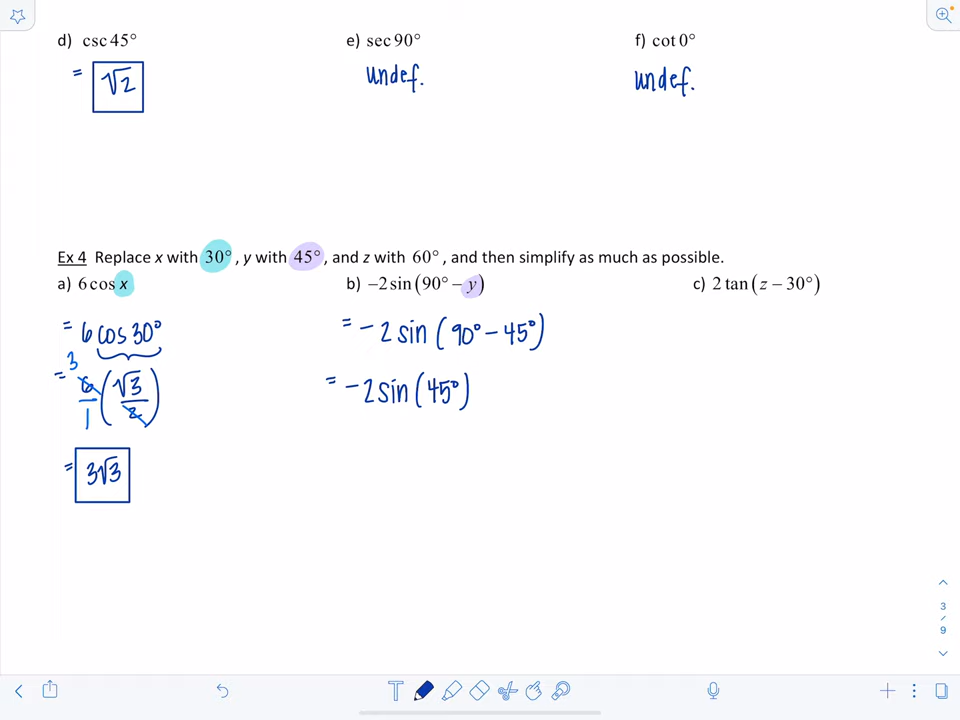 d) csc 45° e) sec 90° f) cot 0°
= √2 undef. undef.
Ex 4 Replace x with 30°, y with 45°, and z with 60°, and then simplify as much as possible.
a) 6 cos x b) −2 sin (90° − y) c) 2 tan (z − 30°)
= 6 cos 30° = −2 sin (90° − 45°)
3
= 6/1 (√3/2) = −2 sin (45°)
= 3√3
3
/
9
T